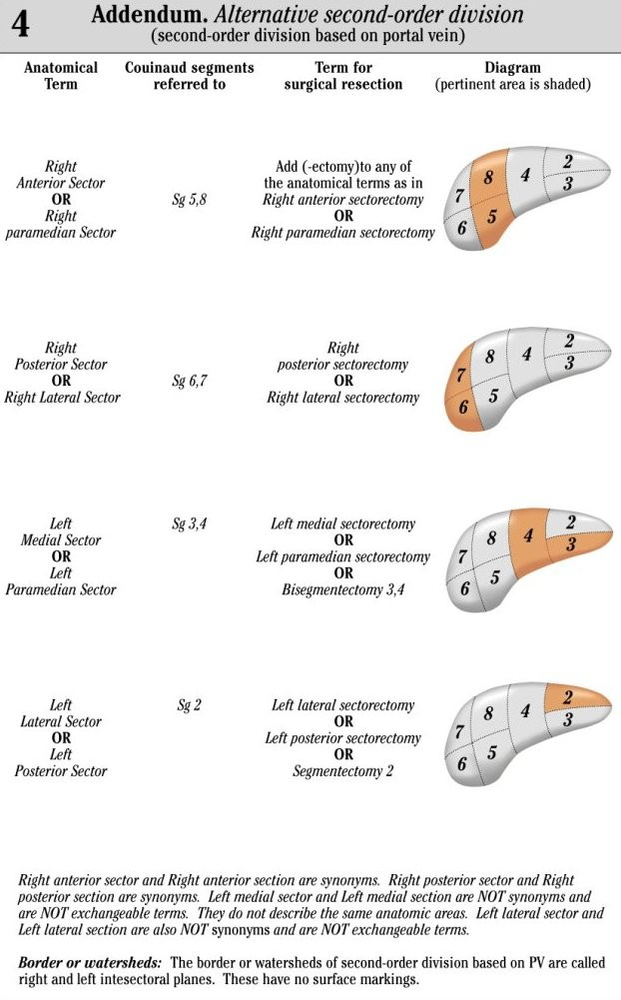 4
Addendum. Alternative second-order division
(second-order division based on portal vein)
Anatomical Term
Couinaud segments referred to
Term for surgical resection
Diagram (pertinent area is shaded)
Right
Anterior Sector
OR
Right
paramedian Sector
Sg 5,8
Add (-ectomy)to any of
the anatomical terms as in
Right anterior sectorectomy
OR
Right paramedian sectorectomy
8
4
2
3
7
5
6
Right
Posterior Sector
OR
Right Lateral Sector
Sg 6,7
Right
posterior sectorectomy
OR
Right lateral sectorectomy
8
4
2
3
7
5
6
Left
Medial Sector
OR
Left
Paramedian Sector
Sg 3,4
Left medial sectorectomy
OR
Left paramedian sectorectomy
OR
Bisegmentectomy 3,4
8
4
2
3
7
5
6
Left
Lateral Sector
OR
Left
Posterior Sector
Sg 2
Left lateral sectorectomy
OR
Left posterior sectorectomy
OR
Segmentectomy 2
8
4
2
3
7
5
6
Right anterior sector and Right anterior section are synonyms. Right posterior sector and Right
posterior section are synonyms. Left medial sector and Left medial section are NOT synonyms and
are NOT exchangeable terms. They do not describe the same anatomic areas. Left lateral sector and
Left lateral section are also NOT synonyms and are NOT exchangeable terms.
Border or watersheds: The border or watersheds of second-order division based on PV are called
right and left intesectoral planes. These have no surface markings.